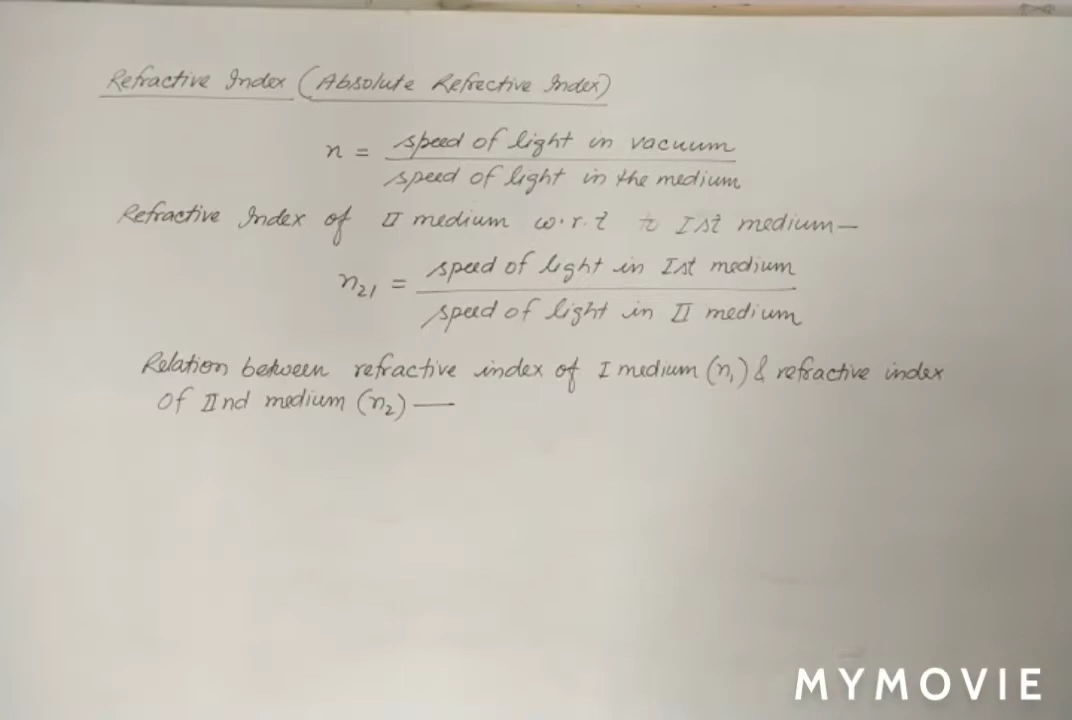 Refractive Index (Absolute Refrective Index)
n = speed of light in vacuum
speed of light in the medium
Refractive Index of II medium w.r.t to Ist medium—
n21 = speed of light in Ist medium
speed of light in II medium
Relation between refractive index of I medium (n1) & refractive index
of IInd medium (n2) —
MYMOVIE